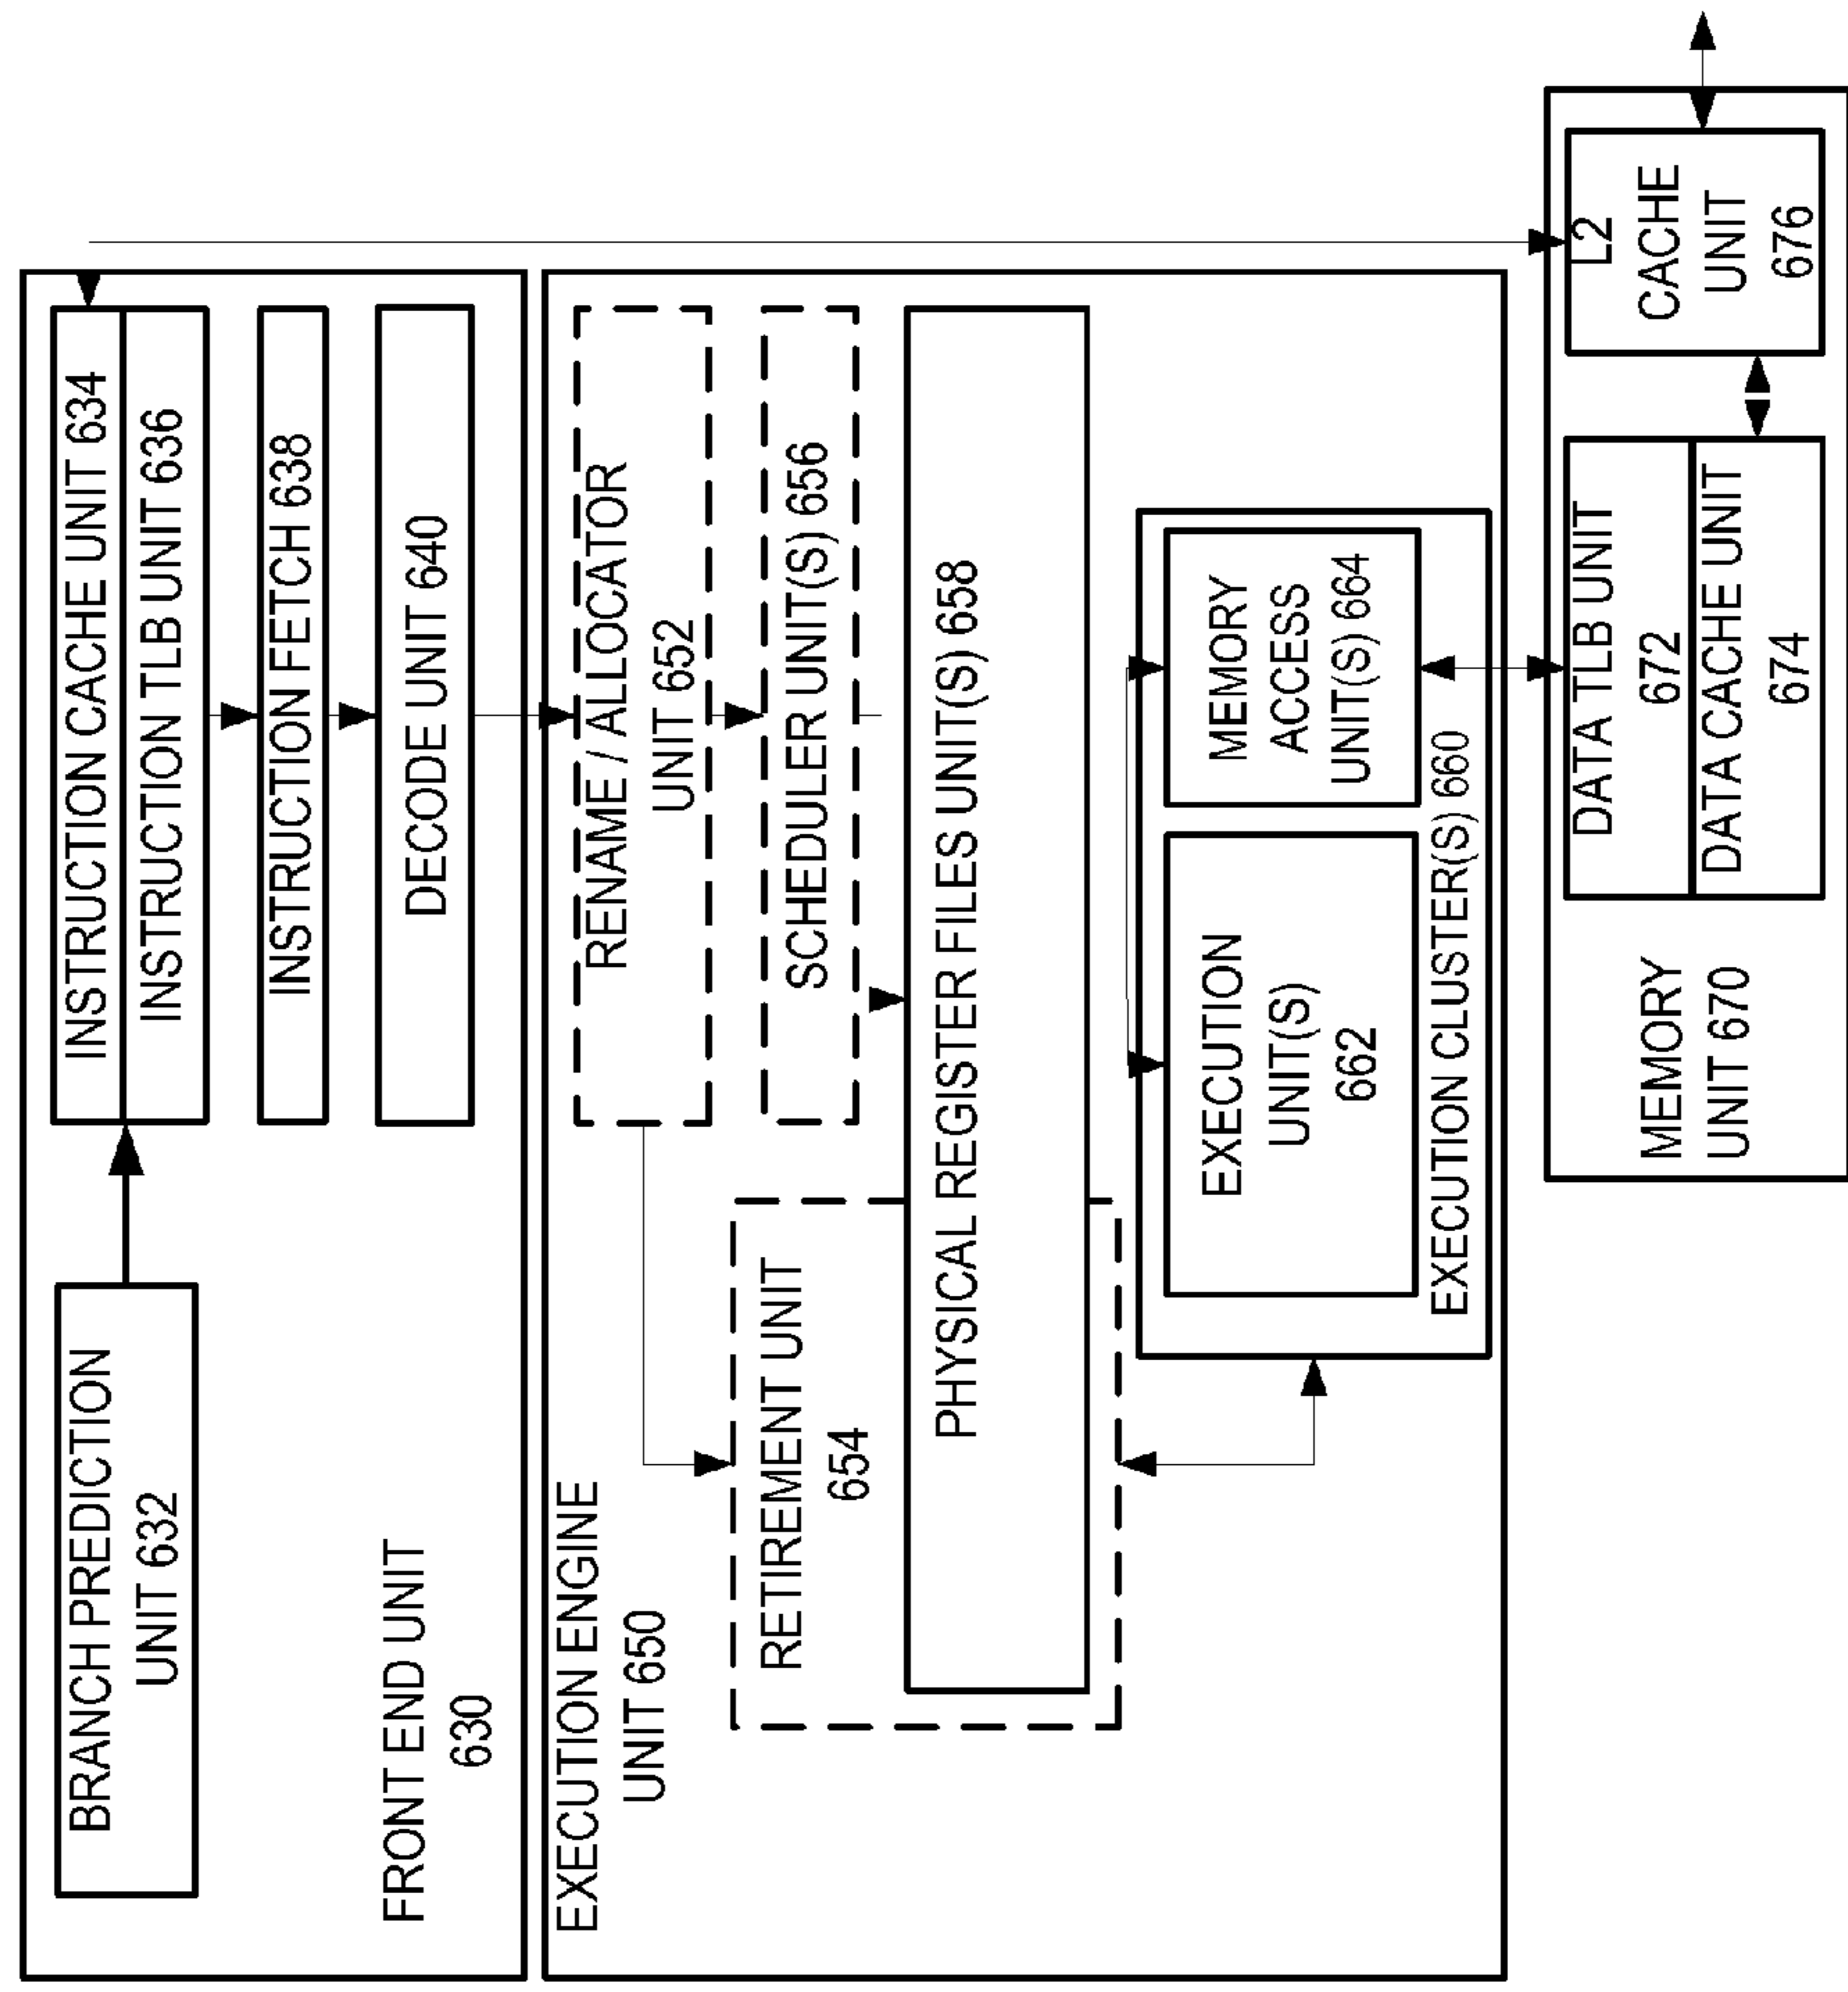 BRANCH PREDICTION
UNIT 632
INSTRUCTION CACHE UNIT 634
INSTRUCTION TLB UNIT 636
INSTRUCTION FETCH 638
DECODE UNIT 640
FRONT END UNIT
630
EXECUTION ENGINE
UNIT 650
RENAME / ALLOCATOR
UNIT 652
RETIREMENT UNIT
654
SCHEDULER UNIT(S) 656
PHYSICAL REGISTER FILES UNIT(S) 658
EXECUTION
UNIT(S)
662
MEMORY
ACCESS
UNIT(S) 664
EXECUTION CLUSTER(S) 660
MEMORY
UNIT 670
DATA TLB UNIT
672
DATA CACHE UNIT
674
L2
CACHE
UNIT
676